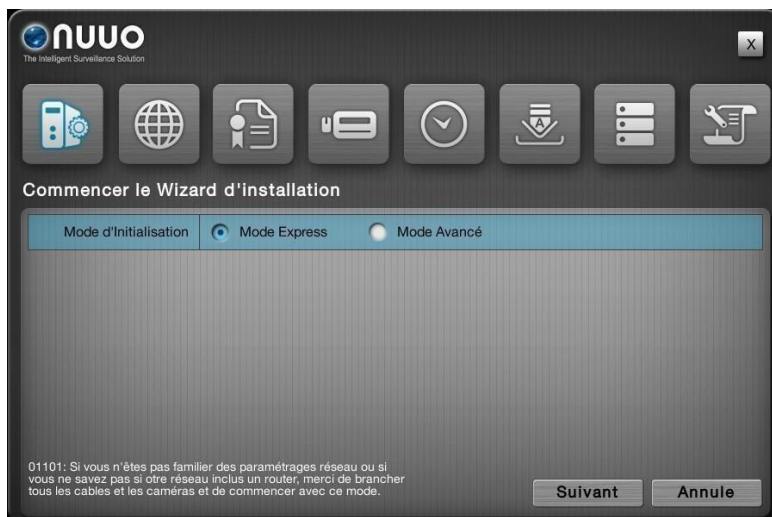 nuuo
The Intelligent Surveillance Solution
X
A
Commencer le Wizard d'installation
Mode d'Initialisation Mode Express Mode Avancé
01101: Si vous n'êtes pas familier des paramétrages réseau ou si
vous ne savez pas si otre réseau inclus un router, merci de brancher
tous les cables et les caméras et de commencer avec ce mode.
Suivant Annule